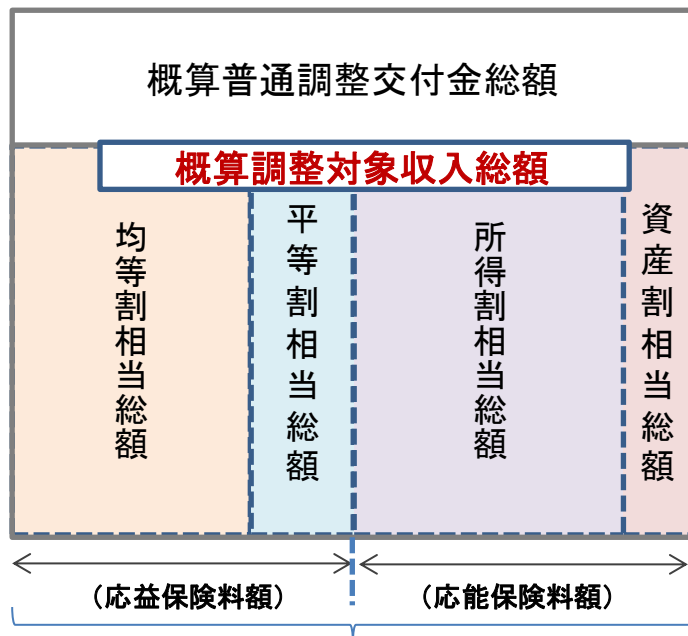 概算普通調整交付金総額
概算調整対象収入総額
均等割相当総額
平等割相当総額
所得割相当総額
資産割相当総額
(応益保険料額)
(応能保険料額)